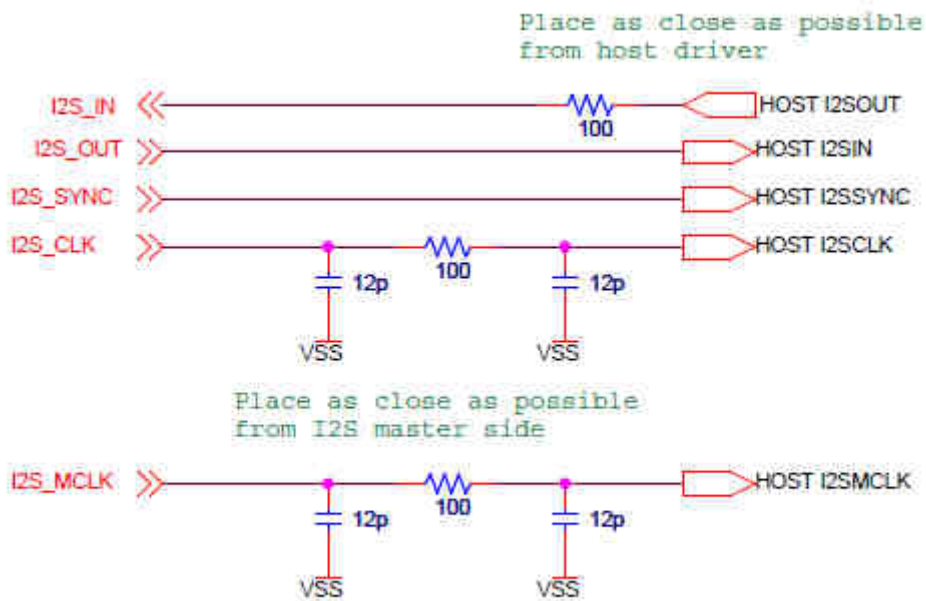 Place as close as possible
from host driver
I2S_IN
HOST I2SOUT
100
I2S_OUT
HOST I2SIN
I2S_SYNC
HOST I2SSYNC
I2S_CLK
HOST I2SCLK
100
12p
12p
VSS
VSS
Place as close as possible
from I2S master side
I2S_MCLK
HOST I2SMCLK
100
12p
12p
VSS
VSS